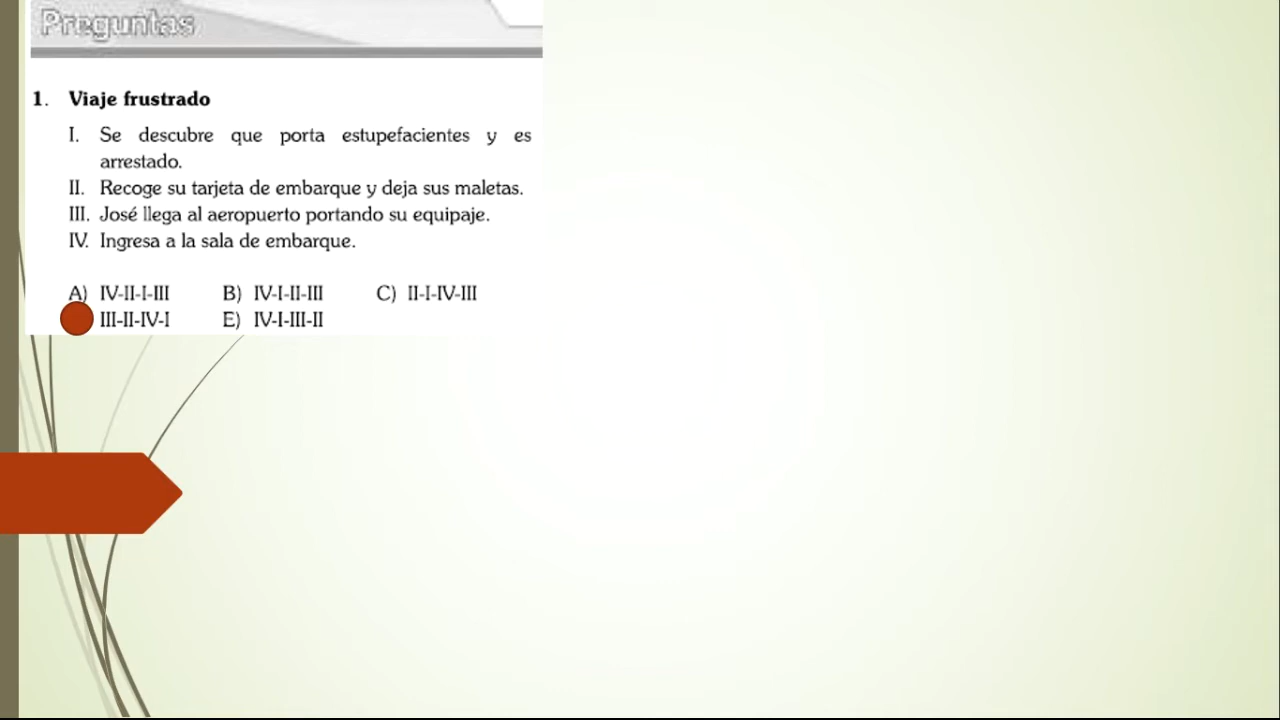 Preguntas
1. Viaje frustrado
I. Se descubre que porta estupefacientes y es
arrestado.
II. Recoge su tarjeta de embarque y deja sus maletas.
III. José llega al aeropuerto portando su equipaje.
IV. Ingresa a la sala de embarque.
A) IV-II-I-III B) IV-I-II-III C) II-I-IV-III
III-II-IV-I E) IV-I-III-II